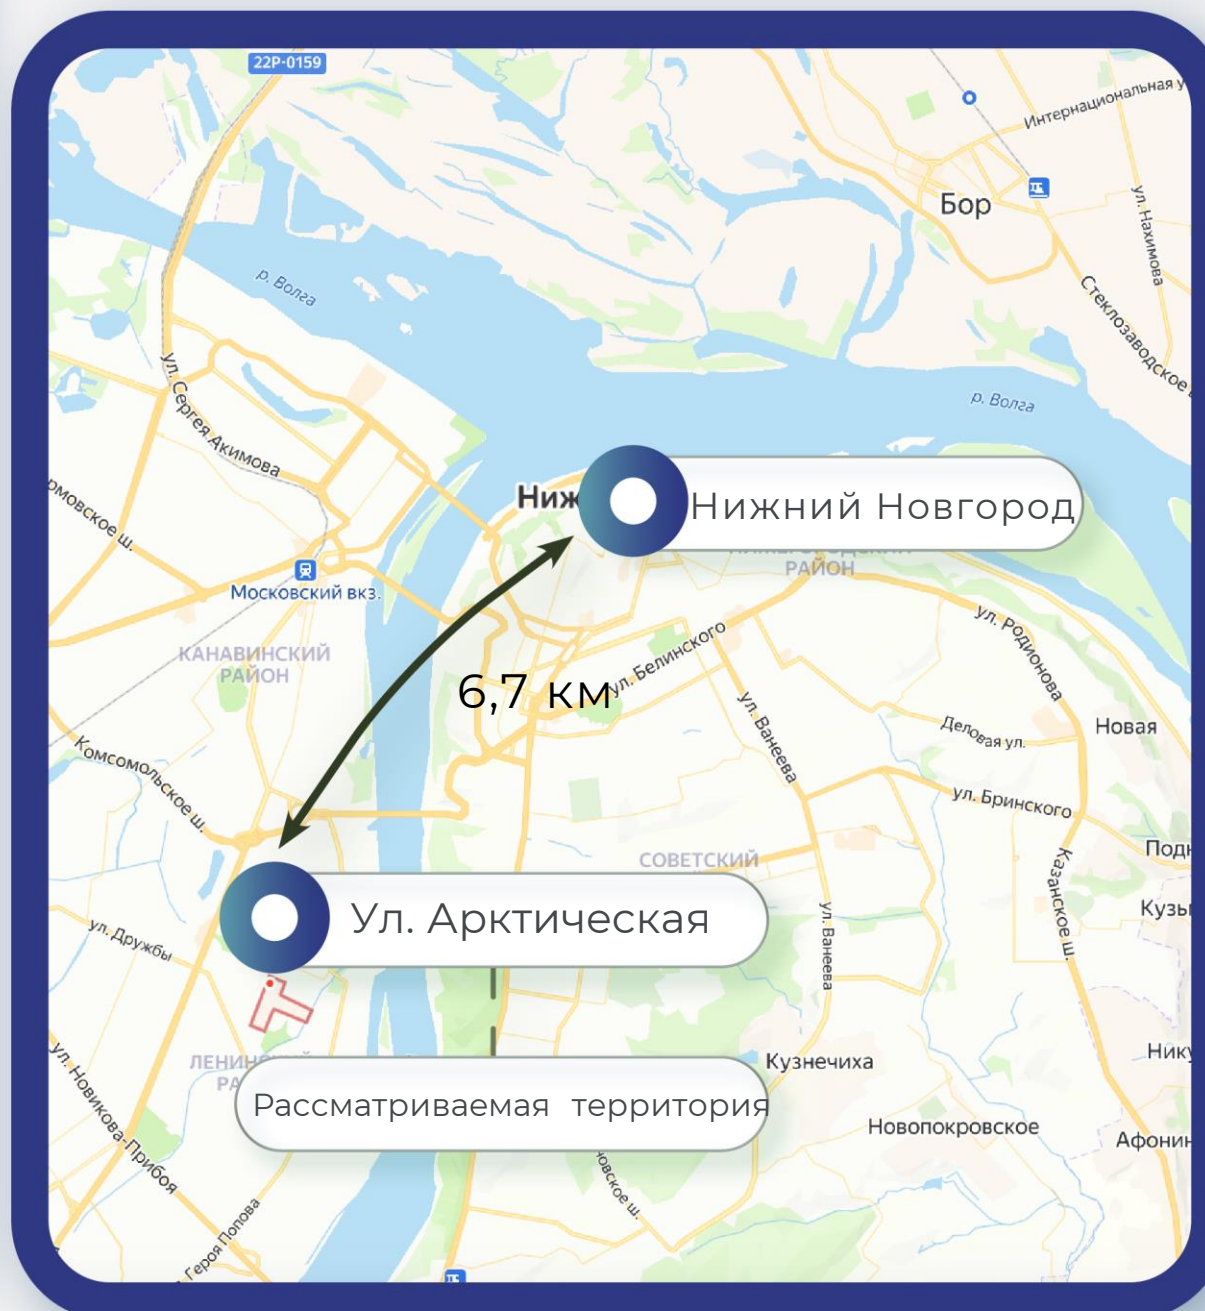 22Р-0159
Интернациональная у
Бор
ул. Нахимова
р. Волга
Стеклозаводское
ул. Сергея Акимова
р. Волга
рмовское ш.
Ниж
Нижний Новгород
РАЙОН
Московский вкз.
ул. Родионова
КАНАВИНСКИЙ
РАЙОН
ул. Белинского
6,7 км
ул. Ванеева
Деловая ул.
Новая
Комсомольское ш.
ул. Бринского
СОВЕТСКИЙ
Казанское ш.
Подн
Ул. Арктическая
Кузы
ул. Дружбы
ул. Ванеева
ЛЕНИН
РА
Кузнечиха
Нику
Рассматриваемая территория
ул. Новикова-Прибоя
Новопокровское
Афонин
овское ш.
Героя Попова